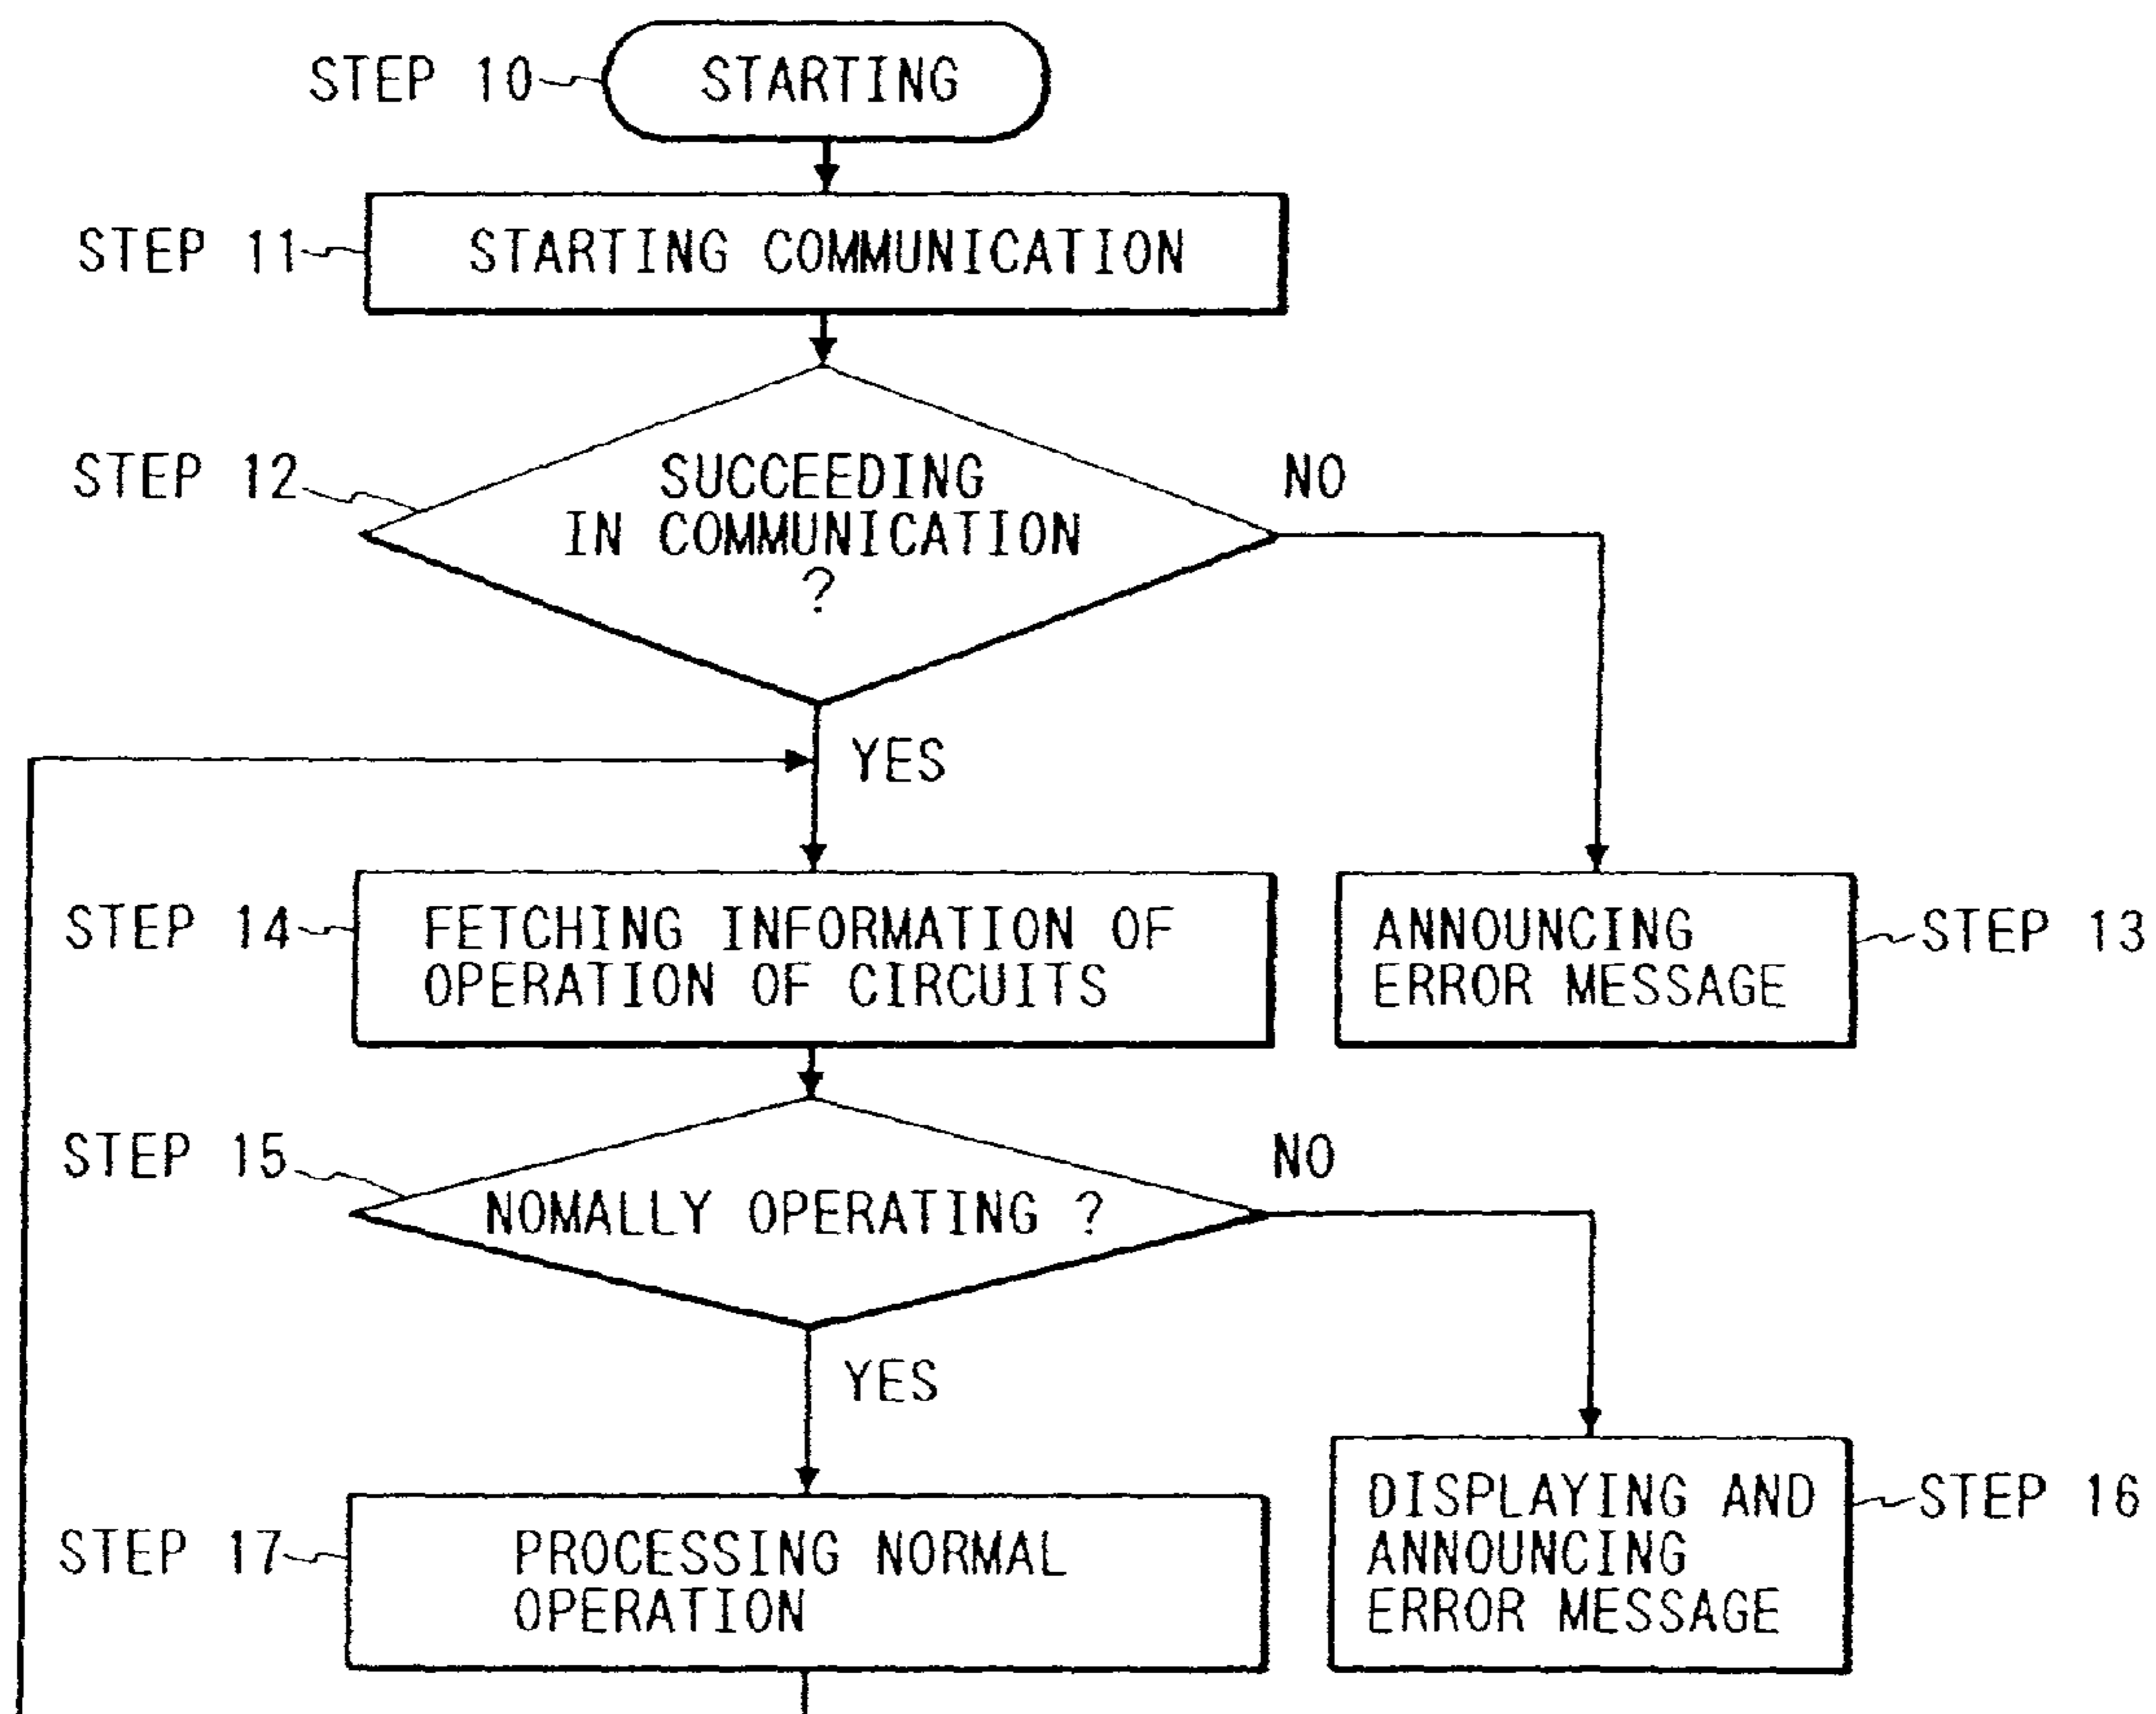 STEP 10
STARTING
STEP 11
STARTING COMMUNICATION
STEP 12
SUCCEEDING
IN COMMUNICATION
?
NO
YES
STEP 14
FETCHING INFORMATION OF
OPERATION OF CIRCUITS
ANNOUNCING
ERROR MESSAGE
STEP 13
STEP 15
NOMALLY OPERATING ?
NO
YES
STEP 17
PROCESSING NORMAL
OPERATION
DISPLAYING AND
ANNOUNCING
ERROR MESSAGE
STEP 16